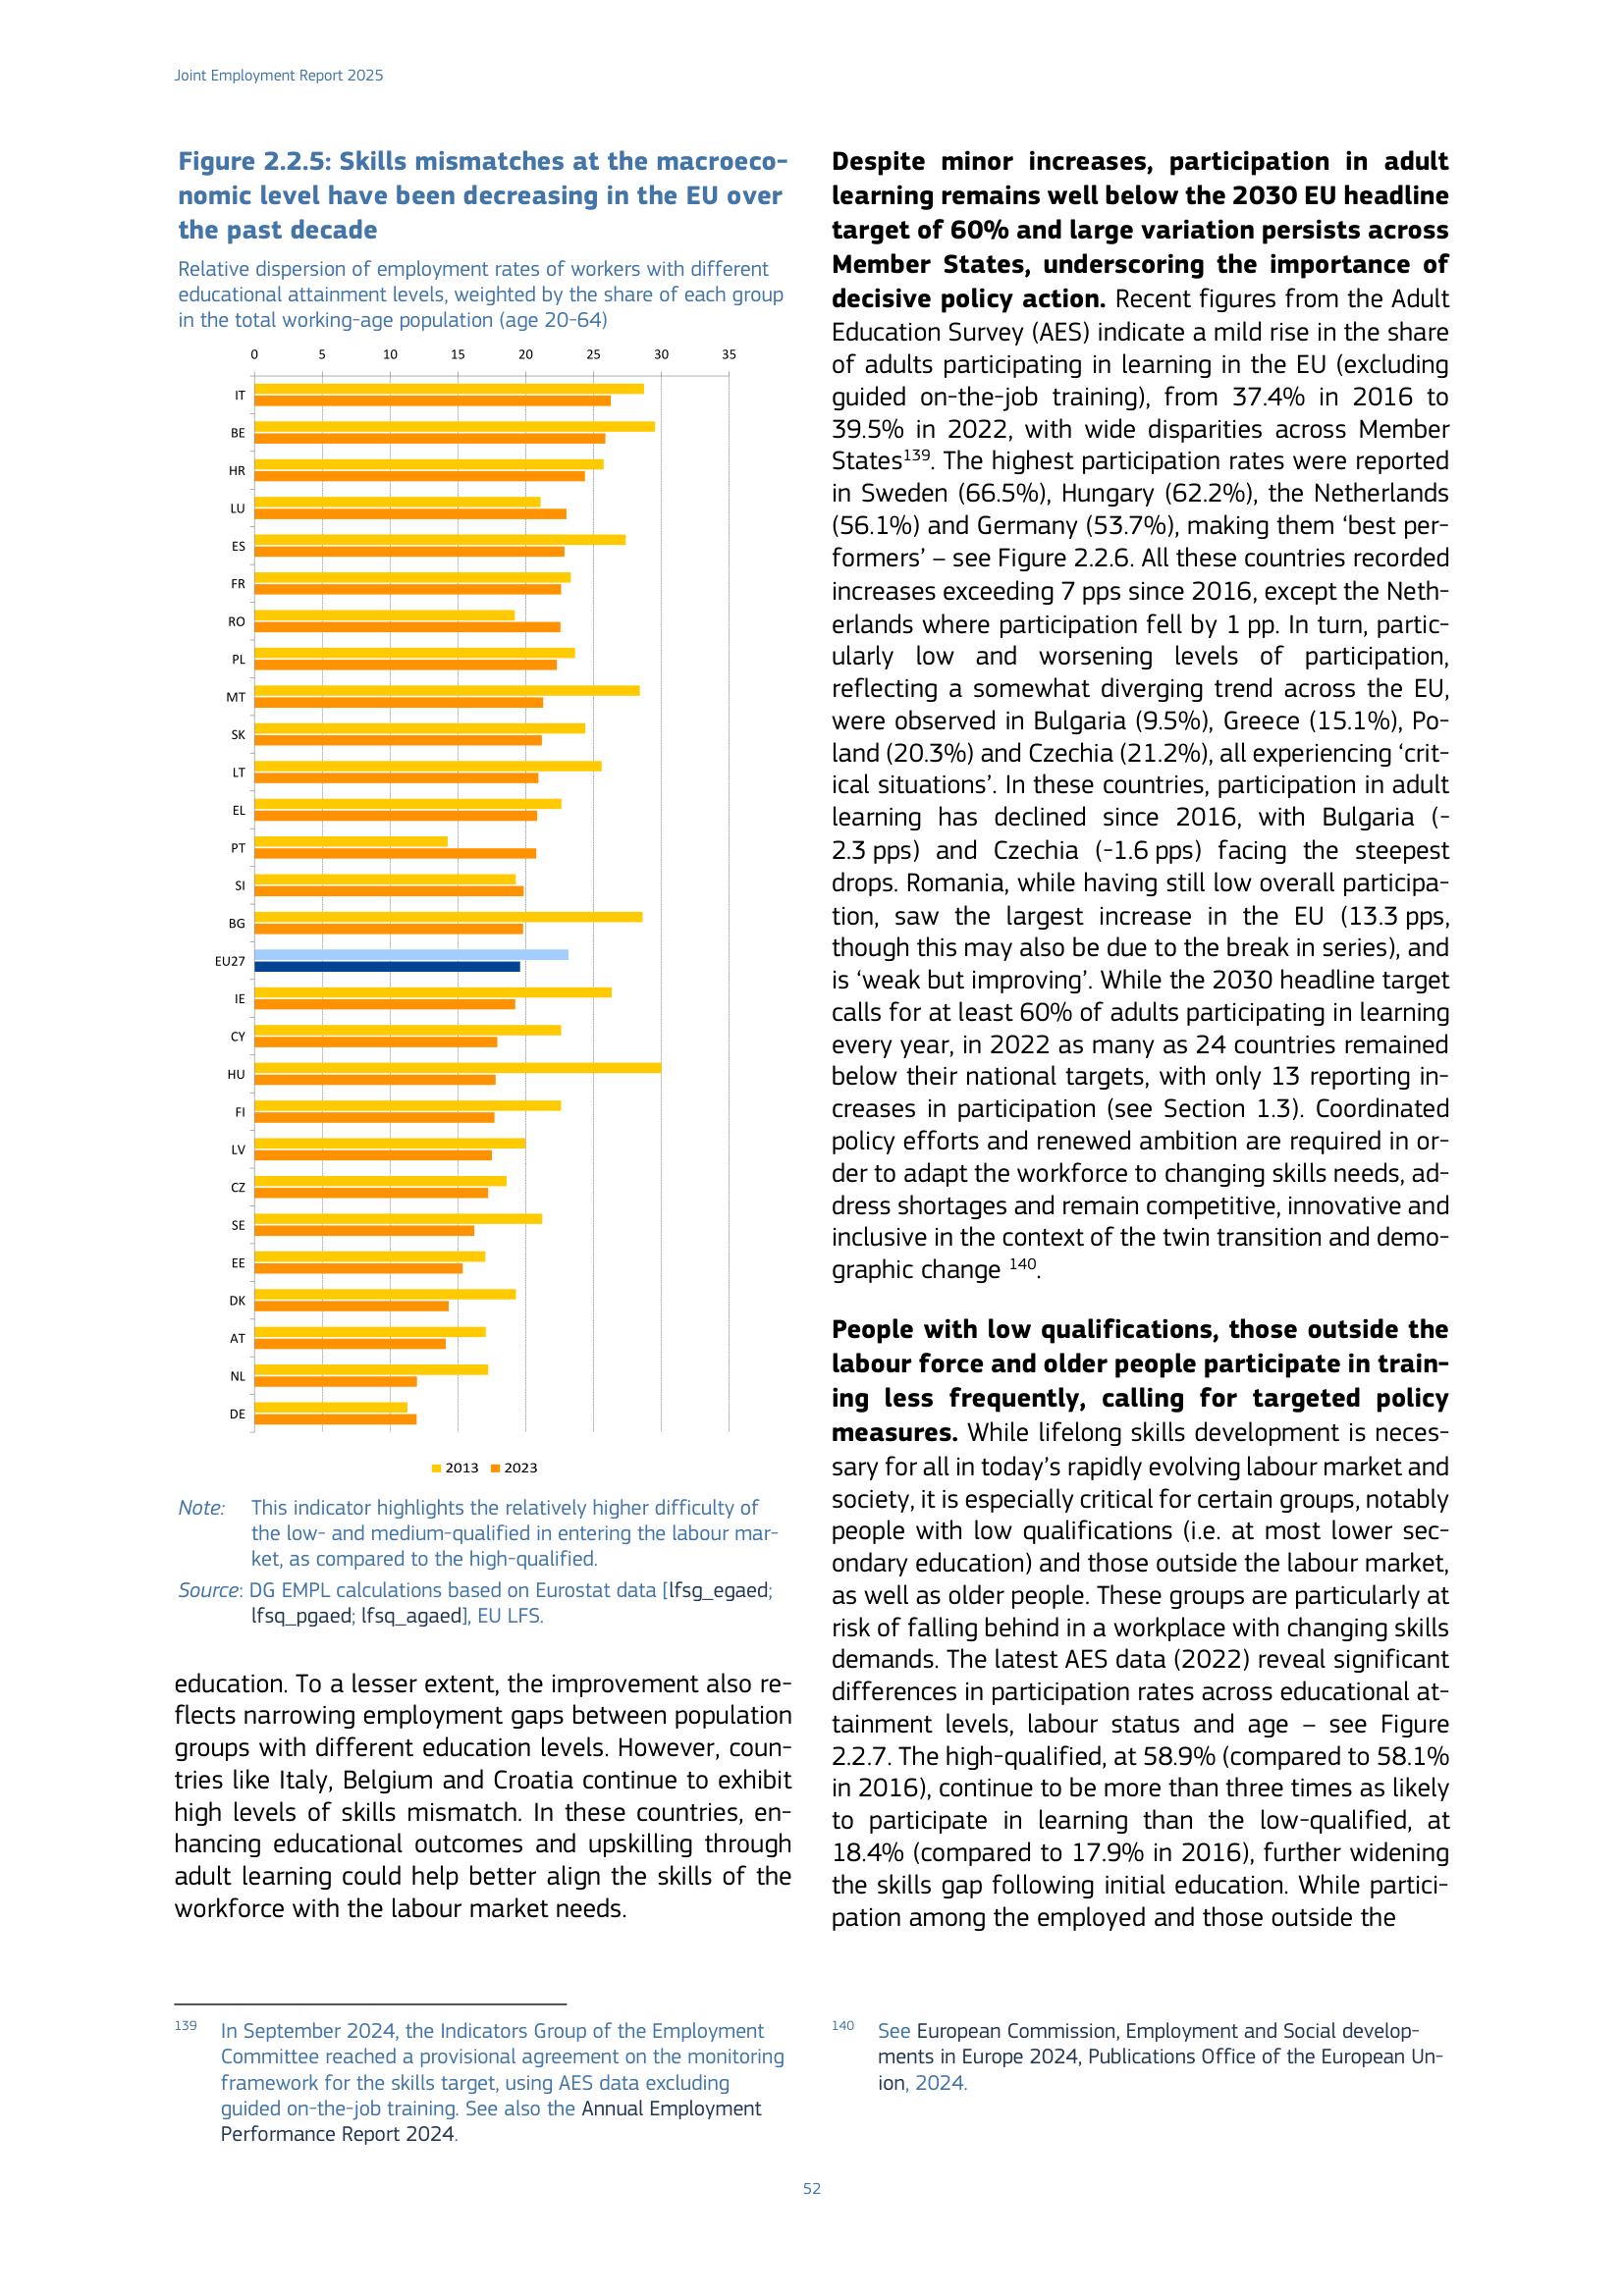 Joint Employment Report 2025
Figure 2.2.5: Skills mismatches at the macroeco-
nomic level have been decreasing in the EU over
the past decade
Relative dispersion of employment rates of workers with different
educational attainment levels, weighted by the share of each group
in the total working-age population (age 20-64)
0 5 10 15 20 25 30 35
IT
BE
HR
LU
ES
FR
RO
PL
MT
SK
LT
EL
PT
SI
BG
EU27
IE
CY
HU
FI
LV
CZ
SE
EE
DK
AT
NL
DE
2013 2023
Note: This indicator highlights the relatively higher difficulty of
the low- and medium-qualified in entering the labour mar-
ket, as compared to the high-qualified.
Source: DG EMPL calculations based on Eurostat data [lfsg_egaed;
lfsq_pgaed; lfsq_agaed], EU LFS.
education. To a lesser extent, the improvement also re-
flects narrowing employment gaps between population
groups with different education levels. However, coun-
tries like Italy, Belgium and Croatia continue to exhibit
high levels of skills mismatch. In these countries, en-
hancing educational outcomes and upskilling through
adult learning could help better align the skills of the
workforce with the labour market needs.
Despite minor increases, participation in adult
learning remains well below the 2030 EU headline
target of 60% and large variation persists across
Member States, underscoring the importance of
decisive policy action. Recent figures from the Adult
Education Survey (AES) indicate a mild rise in the share
of adults participating in learning in the EU (excluding
guided on-the-job training), from 37.4% in 2016 to
39.5% in 2022, with wide disparities across Member
States139. The highest participation rates were reported
in Sweden (66.5%), Hungary (62.2%), the Netherlands
(56.1%) and Germany (53.7%), making them ‘best per-
formers’ – see Figure 2.2.6. All these countries recorded
increases exceeding 7 pps since 2016, except the Neth-
erlands where participation fell by 1 pp. In turn, partic-
ularly low and worsening levels of participation,
reflecting a somewhat diverging trend across the EU,
were observed in Bulgaria (9.5%), Greece (15.1%), Po-
land (20.3%) and Czechia (21.2%), all experiencing ‘crit-
ical situations’. In these countries, participation in adult
learning has declined since 2016, with Bulgaria (-
2.3 pps) and Czechia (-1.6 pps) facing the steepest
drops. Romania, while having still low overall participa-
tion, saw the largest increase in the EU (13.3 pps,
though this may also be due to the break in series), and
is ‘weak but improving’. While the 2030 headline target
calls for at least 60% of adults participating in learning
every year, in 2022 as many as 24 countries remained
below their national targets, with only 13 reporting in-
creases in participation (see Section 1.3). Coordinated
policy efforts and renewed ambition are required in or-
der to adapt the workforce to changing skills needs, ad-
dress shortages and remain competitive, innovative and
inclusive in the context of the twin transition and demo-
graphic change 140.
People with low qualifications, those outside the
labour force and older people participate in train-
ing less frequently, calling for targeted policy
measures. While lifelong skills development is neces-
sary for all in today’s rapidly evolving labour market and
society, it is especially critical for certain groups, notably
people with low qualifications (i.e. at most lower sec-
ondary education) and those outside the labour market,
as well as older people. These groups are particularly at
risk of falling behind in a workplace with changing skills
demands. The latest AES data (2022) reveal significant
differences in participation rates across educational at-
tainment levels, labour status and age – see Figure
2.2.7. The high-qualified, at 58.9% (compared to 58.1%
in 2016), continue to be more than three times as likely
to participate in learning than the low-qualified, at
18.4% (compared to 17.9% in 2016), further widening
the skills gap following initial education. While partici-
pation among the employed and those outside the
139 In September 2024, the Indicators Group of the Employment
Committee reached a provisional agreement on the monitoring
framework for the skills target, using AES data excluding
guided on-the-job training. See also the Annual Employment
Performance Report 2024.
140 See European Commission, Employment and Social develop-
ments in Europe 2024, Publications Office of the European Un-
ion, 2024.
52